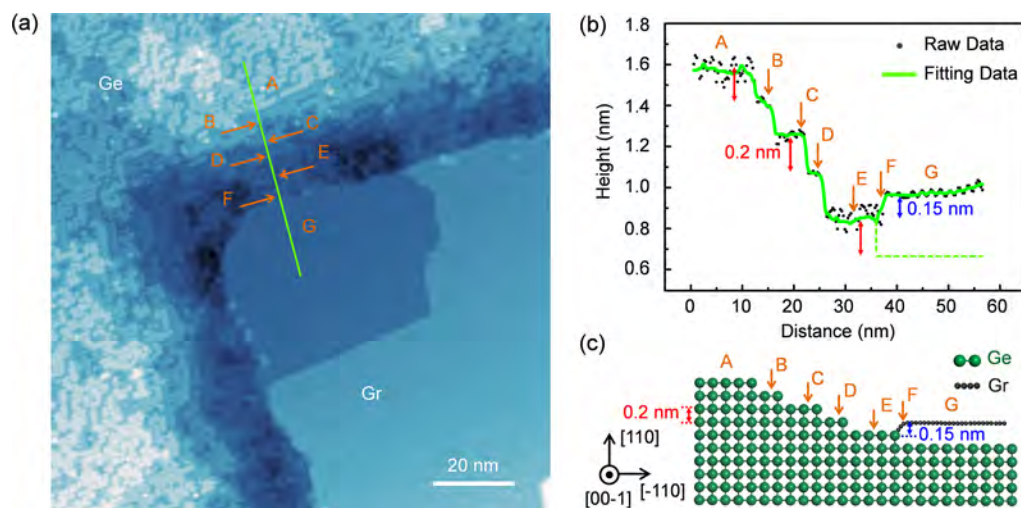 (a)
Ge
A
B
C
D
E
F
G
Gr
20 nm
(b)
Height (nm)
1.6
1.4
1.2
1.0
0.8
0.6
0 10 20 30 40 50 60
Distance (nm)
A
B
C
D
E
F
G
0.2 nm
0.15 nm
Raw Data
Fitting Data
(c)
A
B
C
D
E
F
G
Ge
Gr
0.2 nm
0.15 nm
[110]
[00-1]
[-110]